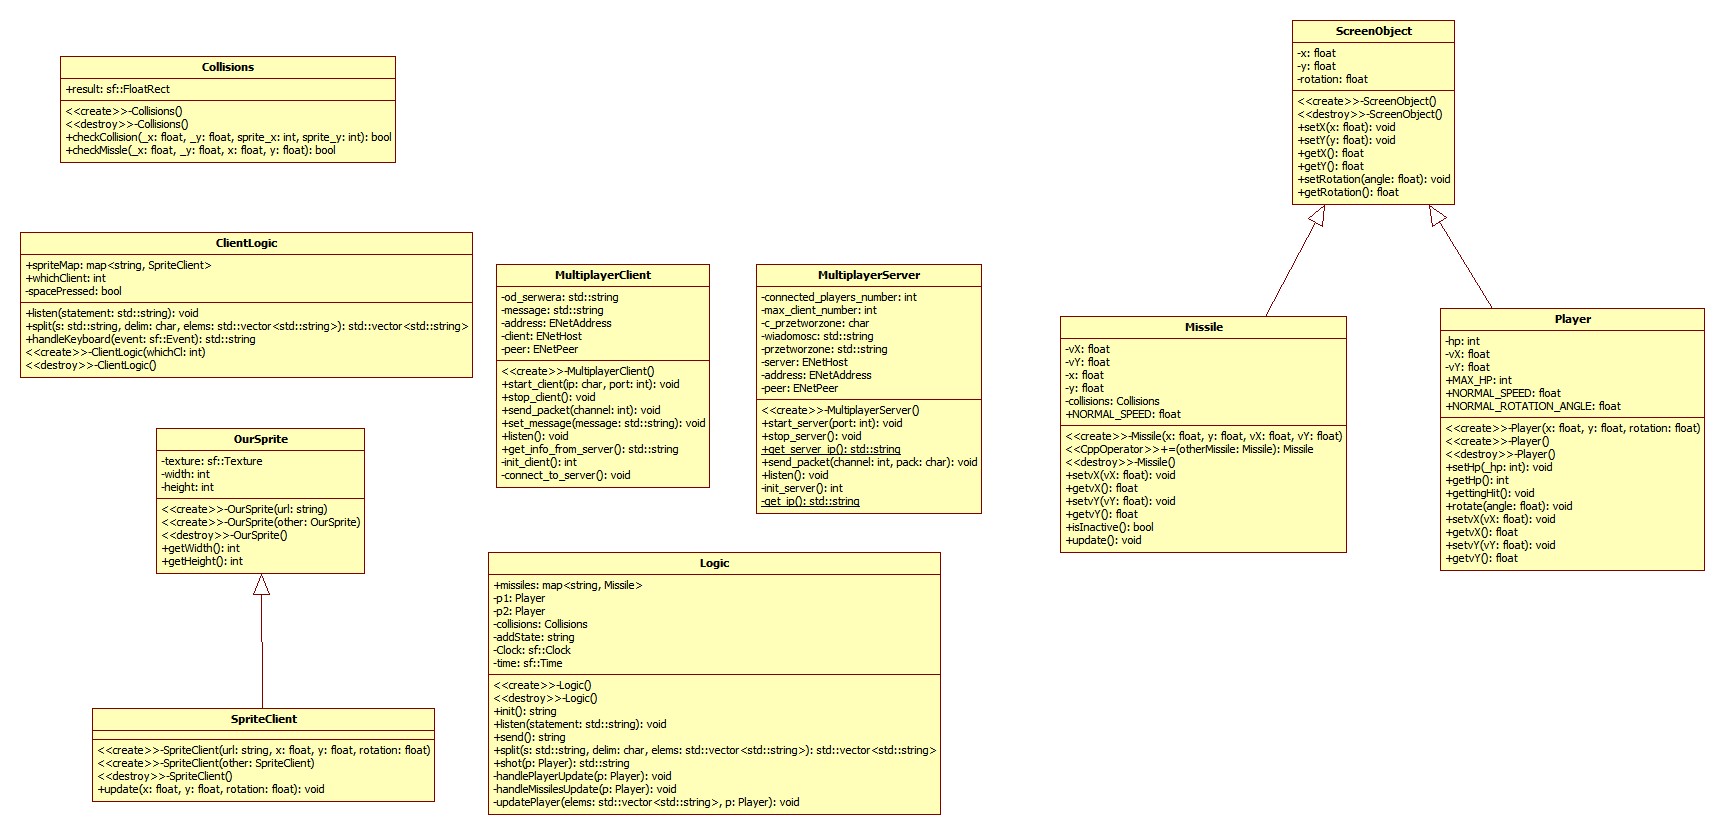 Collisions
+result: sf::FloatRect
<<create>>-Collisions()
<<destroy>>-Collisions()
+checkCollision(_x: float, _y: float, sprite_x: int, sprite_y: int): bool
+checkMissle(_x: float, _y: float, x: float, y: float): bool
ScreenObject
-x: float
-y: float
-rotation: float
<<create>>-ScreenObject()
<<destroy>>-ScreenObject()
+setX(x: float): void
+setY(y: float): void
+getX(): float
+getY(): float
+setRotation(angle: float): void
+getRotation(): float
ClientLogic
+spriteMap: map<string, SpriteClient>
+whichClient: int
-spacePressed: bool
+listen(statement: std::string): void
+split(s: std::string, delim: char, elems: std::vector<std::string>): std::vector<std::string>
+handleKeyboard(event: sf::Event): std::string
<<create>>-ClientLogic(whichCl: int)
<<destroy>>-ClientLogic()
MultiplayerClient
-od_serwera: std::string
-message: std::string
-address: ENetAddress
-client: ENetHost
-peer: ENetPeer
<<create>>-MultiplayerClient()
+start_client(ip: char, port: int): void
+stop_client(): void
+send_packet(channel: int): void
+set_message(message: std::string): void
+listen(): void
+get_info_from_server(): std::string
-init_client(): int
-connect_to_server(): void
MultiplayerServer
-connected_players_number: int
-max_client_number: int
-c_przetworzone: char
-wiadomosc: std::string
-przetworzone: std::string
-server: ENetHost
-address: ENetAddress
-peer: ENetPeer
<<create>>-MultiplayerServer()
+start_server(port: int): void
+stop_server(): void
+get_server_ip(): std::string
+send_packet(channel: int, pack: char): void
+listen(): void
-init_server(): int
-get_ip(): std::string
Missile
-vX: float
-vY: float
-x: float
-y: float
-collisions: Collisions
+NORMAL_SPEED: float
<<create>>-Missile(x: float, y: float, vX: float, vY: float)
<<CppOperator>>+=(otherMissile: Missile): Missile
<<destroy>>-Missile()
+setvX(vX: float): void
+getvX(): float
+setvY(vY: float): void
+getvY(): float
+isInactive(): bool
+update(): void
Player
-hp: int
-vX: float
-vY: float
+MAX_HP: int
+NORMAL_SPEED: float
+NORMAL_ROTATION_ANGLE: float
<<create>>-Player(x: float, y: float, rotation: float)
<<create>>-Player()
<<destroy>>-Player()
+setHp(_hp: int): void
+getHp(): int
+gettingHit(): void
+rotate(angle: float): void
+setvX(vX: float): void
+getvX(): float
+setvY(vY: float): void
+getvY(): float
OurSprite
-texture: sf::Texture
-width: int
-height: int
<<create>>-OurSprite(url: string)
<<create>>-OurSprite(other: OurSprite)
<<destroy>>-OurSprite()
+getWidth(): int
+getHeight(): int
SpriteClient
<<create>>-SpriteClient(url: string, x: float, y: float, rotation: float)
<<create>>-SpriteClient(other: SpriteClient)
<<destroy>>-SpriteClient()
+update(x: float, y: float, rotation: float): void
Logic
+missiles: map<string, Missile>
-p1: Player
-p2: Player
-collisions: Collisions
-addState: string
-Clock: sf::Clock
-time: sf::Time
<<create>>-Logic()
<<destroy>>-Logic()
+init(): string
+listen(statement: std::string): void
+send(): string
+split(s: std::string, delim: char, elems: std::vector<std::string>): std::vector<std::string>
+shot(p: Player): std::string
-handlePlayerUpdate(p: Player): void
-handleMissilesUpdate(p: Player): void
-updatePlayer(elems: std::vector<std::string>, p: Player): void